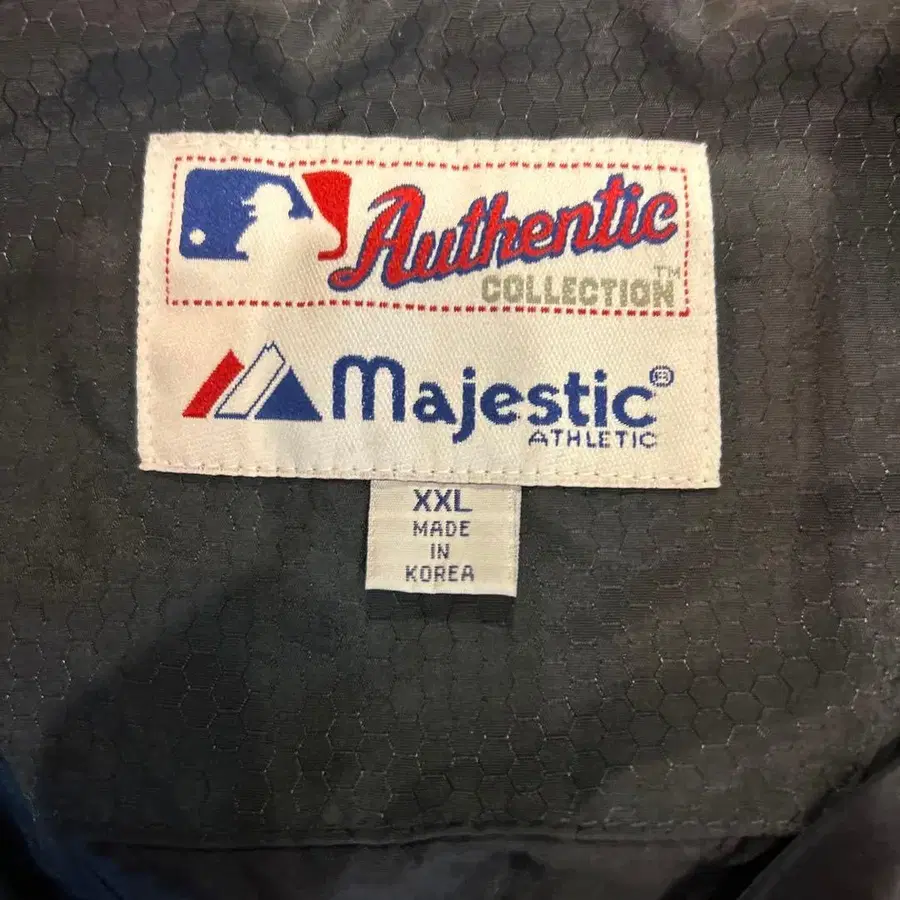 Authentic
COLLECTION™
Majestic®
ATHLETIC
XXL
MADE
IN
KOREA